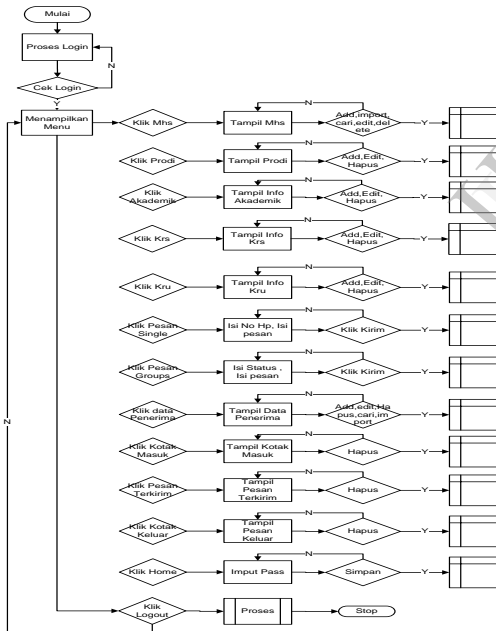 Mulai
Proses Login
N
Cek Login
Y
Menampilkan
Menu
Klik Mhs
Tampil Mhs
N
Add,import,
cari,edit,del
ete
Y
Klik Prodi
Tampil Prodi
N
Add,Edit,
Hapus
Y
Klik
Akademik
Tampil Info
Akademik
N
Add,Edit,
Hapus
Y
Klik Krs
Tampil Info
Krs
N
Add,Edit,
Hapus
Y
Klik Kru
Tampil Info
Kru
N
Add,Edit,
Hapus
Y
Klik Pesan
Single
Isi No Hp, Isi
pesan
N
Klik Kirim
Y
Klik Pesan
Groups
Isi Status ,
Isi pesan
N
Klik Kirim
Y
Klik data
Penerima
Tampil Data
Penerima
N
Add,edit,Ha
pus,cari,im
port
Y
N
Klik Kotak
Masuk
Tampil Kotak
Masuk
N
Hapus
Y
Klik Pesan
Terkirim
Tampil
Pesan
Terkirim
N
Hapus
Y
Klik Kotak
Keluar
Tampil
Pesan
Keluar
N
Hapus
Y
Klik Home
Imput Pass
N
Simpan
Y
Klik
Logout
Proses
Stop